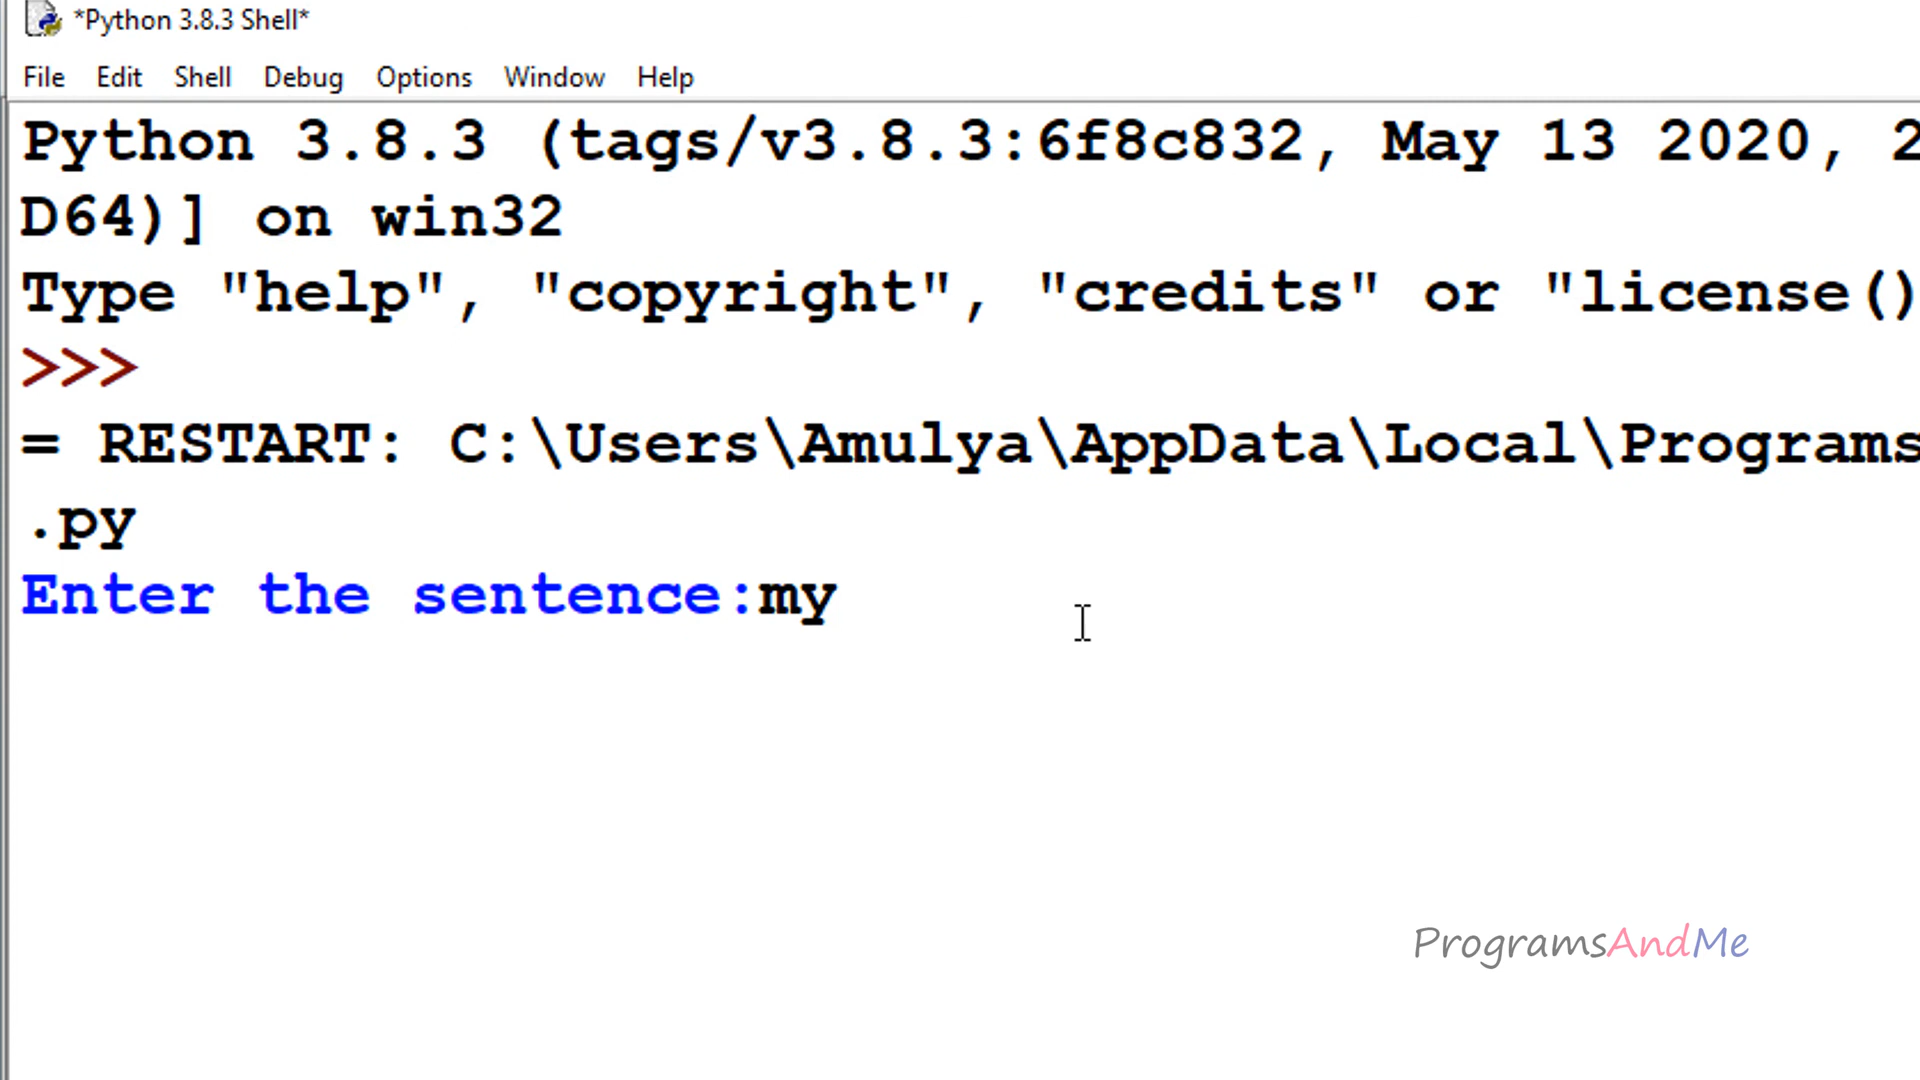 *Python 3.8.3 Shell*
File Edit Shell Debug Options Window Help
Python 3.8.3 (tags/v3.8.3:6f8c832, May 13 2020, 2
D64)] on win32
Type "help", "copyright", "credits" or "license()
>>>
= RESTART: C:\Users\Amulya\AppData\Local\Programs
.py
Enter the sentence:my
ProgramsAndMe